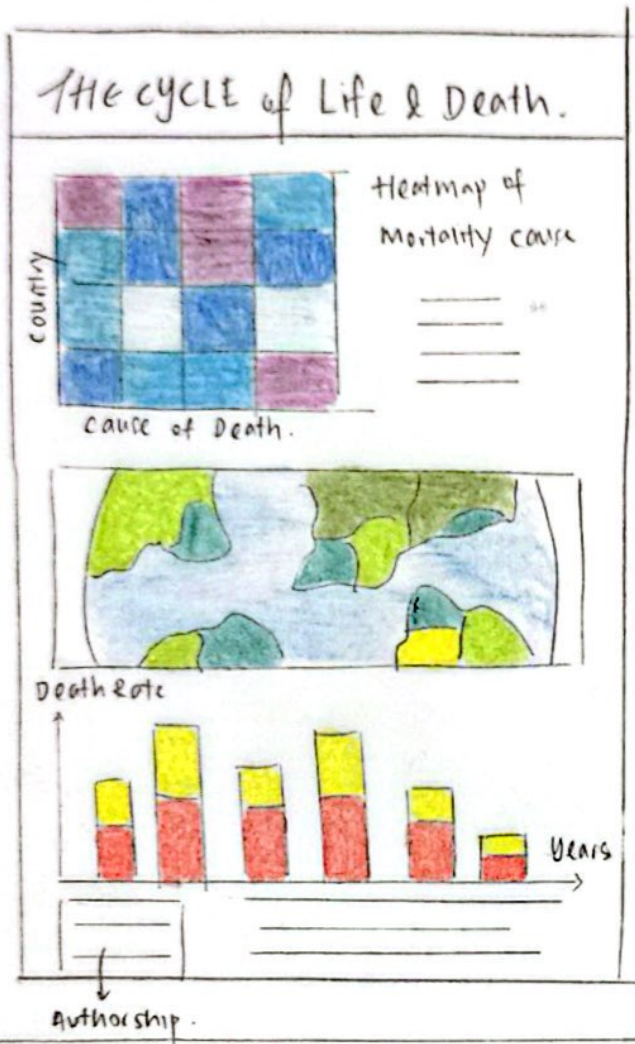 THE CYCLE of Life & Death.
Heatmap of
Mortality cause
Country
Cause of Death.
Death Rate
Years
Authorship.